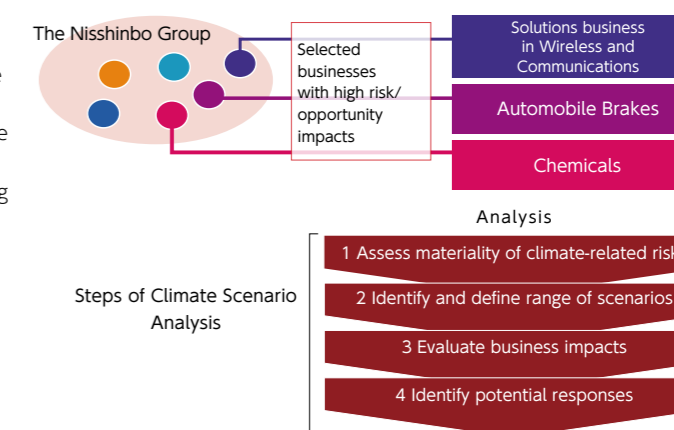 The Nisshinbo Group
Selected
businesses
with high risk/
opportunity
impacts
Solutions business
in Wireless and
Communications
Automobile Brakes
Chemicals
e
e
g
Analysis
Steps of Climate Scenario
Analysis
1 Assess materiality of climate-related risk
2 Identify and define range of scenarios
3 Evaluate business impacts
4 Identify potential responses